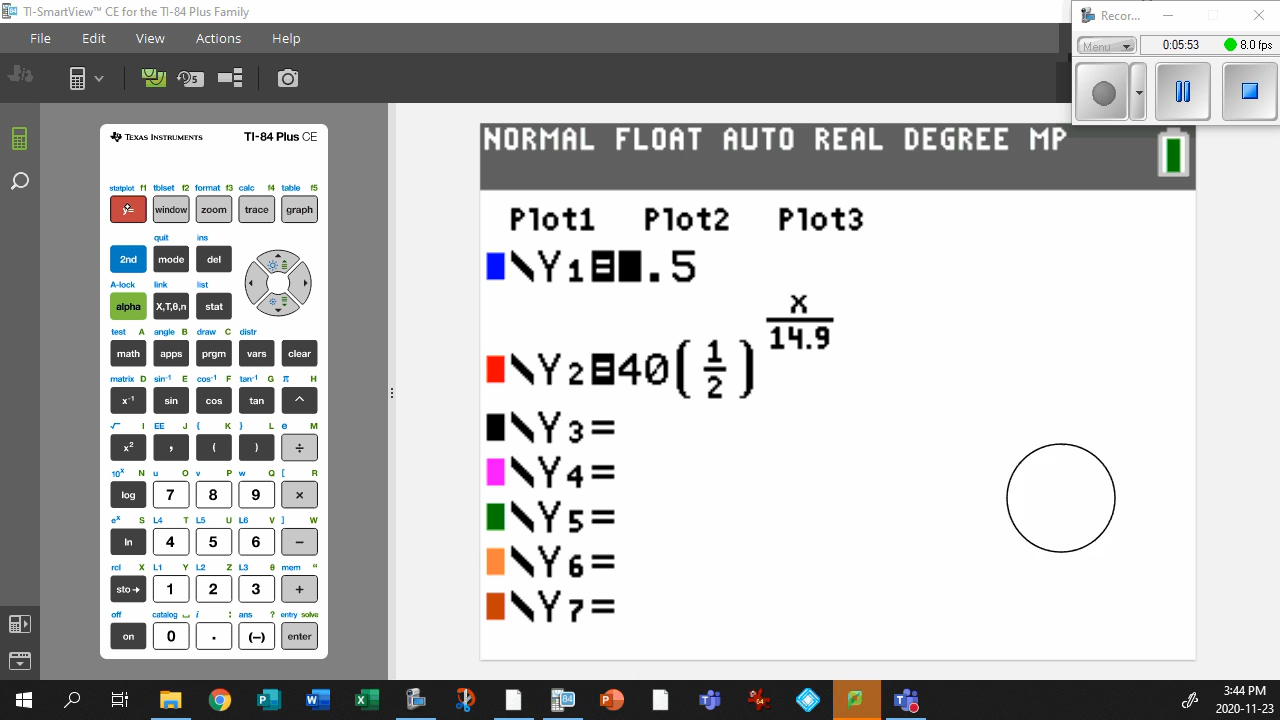 TI-SmartView™ CE for the TI-84 Plus Family
Recor...
File Edit View Actions Help
Menu 0:05:53 8.0 fps
TEXAS INSTRUMENTS TI-84 Plus CE
statplot f1 tblset f2 format f3 calc f4 table f5
y= window zoom trace graph
quit ins
2nd mode del
A-lock link list
alpha X,T,θ,n stat
test A angle B draw C distr
math apps prgm vars clear
matrix D sin⁻¹ E cos⁻¹ F tan⁻¹ G π H
x⁻¹ sin cos tan ^
√ I EE J { K } L e M
x² , ( ) ÷
10ˣ N u O v P w Q [ R
log 7 8 9 ×
eˣ S L4 T L5 U L6 V ] W
ln 4 5 6 −
rcl X L1 Y L2 Z L3 θ mem “
sto→ 1 2 3 +
off catalog ␣ i : ans ? entry solve
on 0 . (−) enter
NORMAL FLOAT AUTO REAL DEGREE MP
Plot1 Plot2 Plot3
\Y1=.5
\Y2=40(1/2)^(x/14.9)
\Y3=
\Y4=
\Y5=
\Y6=
\Y7=
3:44 PM
2020-11-23